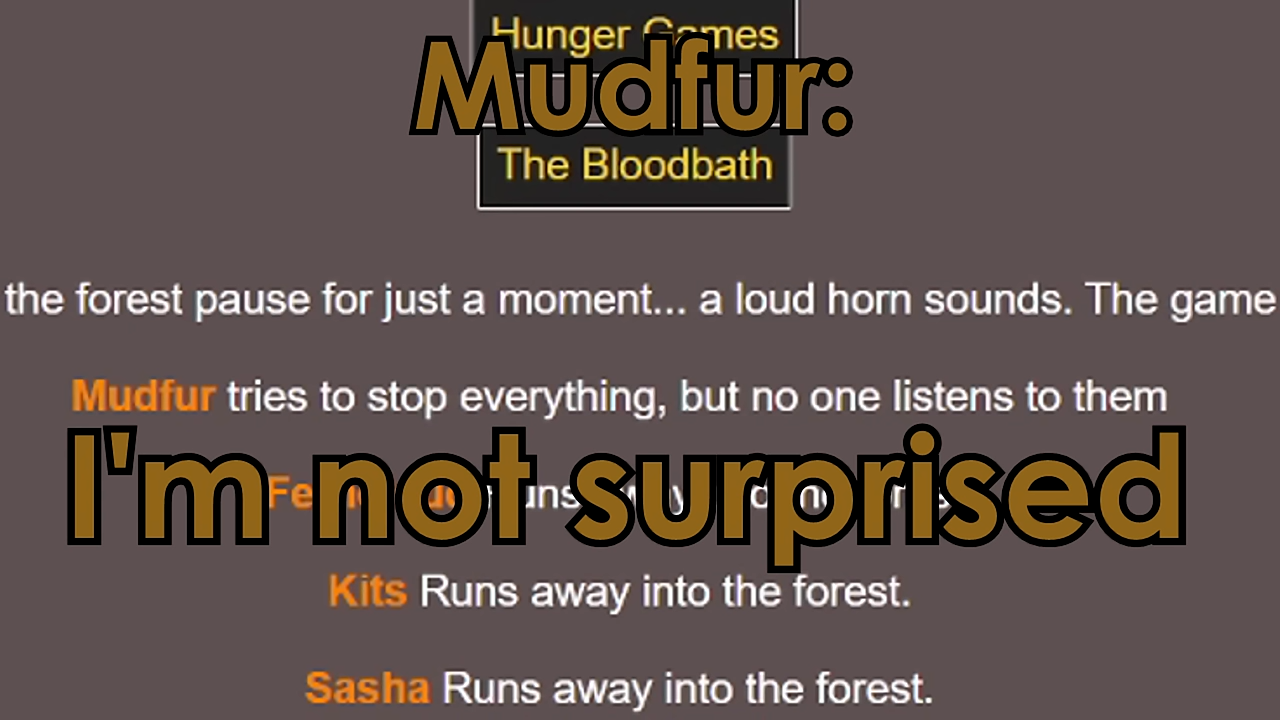 Hunger Games
Mudfur:
The Bloodbath
the forest pause for just a moment... a loud horn sounds. The game
Mudfur tries to stop everything, but no one listens to them
I'm not surprised
Kits Runs away into the forest.
Sasha Runs away into the forest.